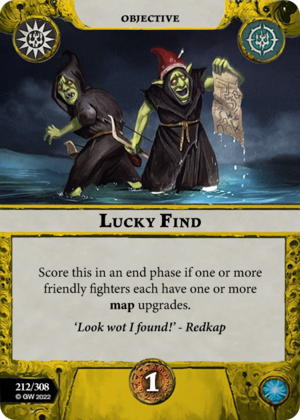 OBJECTIVE
LUCKY FIND
Score this in an end phase if one or more
friendly fighters each have one or more
map upgrades.
‘Look wot I found!’ - Redkap
212/308
© GW 2022
1